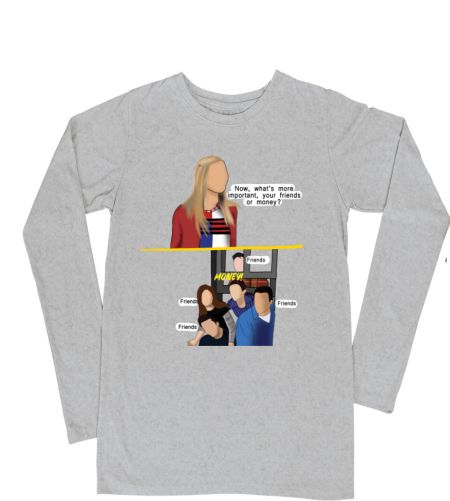 Now, what's more
important, your friends
or money?
Friends
MONEY!
Friends
Friends
Friends